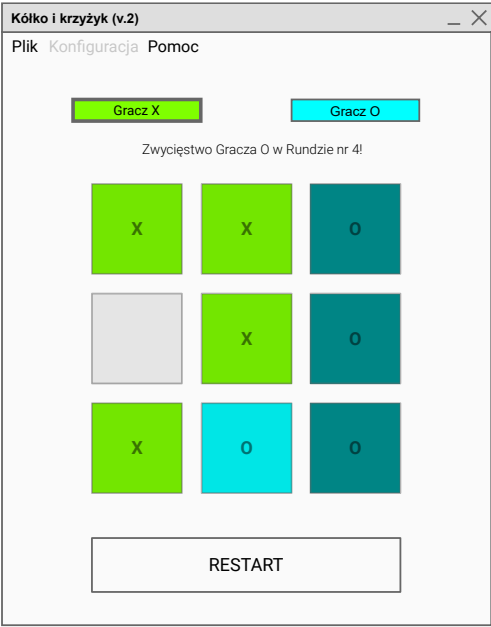 Kółko i krzyżyk (v.2)
Plik Konfiguracja Pomoc
Gracz X Gracz O
Zwycięstwo Gracza O w Rundzie nr 4!
X X O
X O
X O O
RESTART